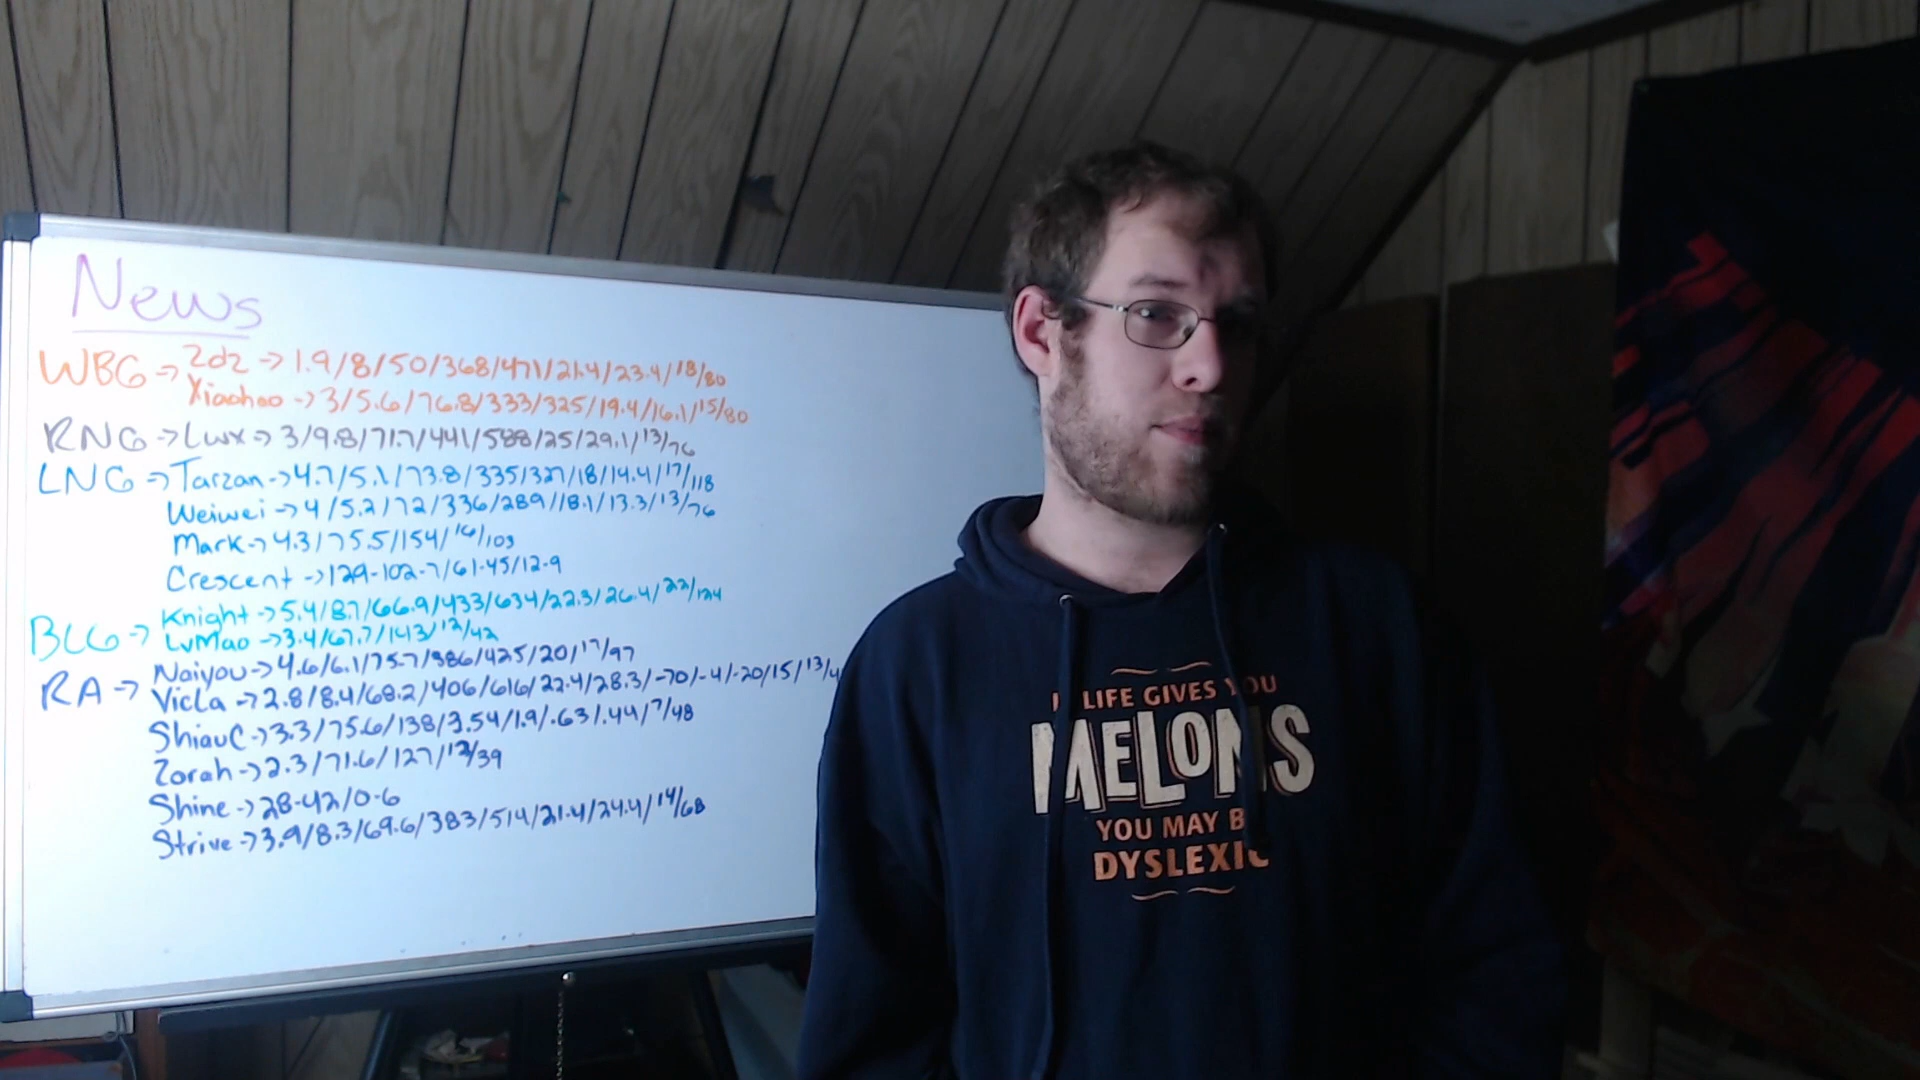 News
WBG -> Zdz -> 1.9/8/50/368/471/21.4/23.4/18/80
Xiaohoo -> 3/5.6/76.8/333/325/19.4/16.1/15/80
RNG -> Lwx -> 3/9.8/71.7/441/588/25/29.1/13/76
LNG -> Tarzan -> 4.7/5.1/73.8/335/327/18/14.4/17/118
Weiwei -> 4/5.2/72/336/289/18.1/13.3/13/76
Mark -> 4.3/75.5/154/16/103
Crescent -> 129-102-7/61-45/12-9
BLG -> Knight -> 5.4/8.7/66.9/433/634/22.3/26.4/22/124
LvMao -> 3.4/67.7/143/12/42
RA -> Naiyou -> 4.6/6.1/75.7/386/425/20/17/97
Vicla -> 2.8/8.4/68.2/406/616/22.4/28.3/-70/-4/-20/15/13/4
ShiauC -> 3.3/75.6/138/3.54/1.9/.63/.44/7/48
Zorah -> 2.3/71.6/127/12/39
Shine -> 28-42/0-6
Strive -> 3.9/8.3/69.6/383/514/21.4/24.4/14/68
LIFE GIVES YOU
MELONS
YOU MAY B
DYSLEXIC